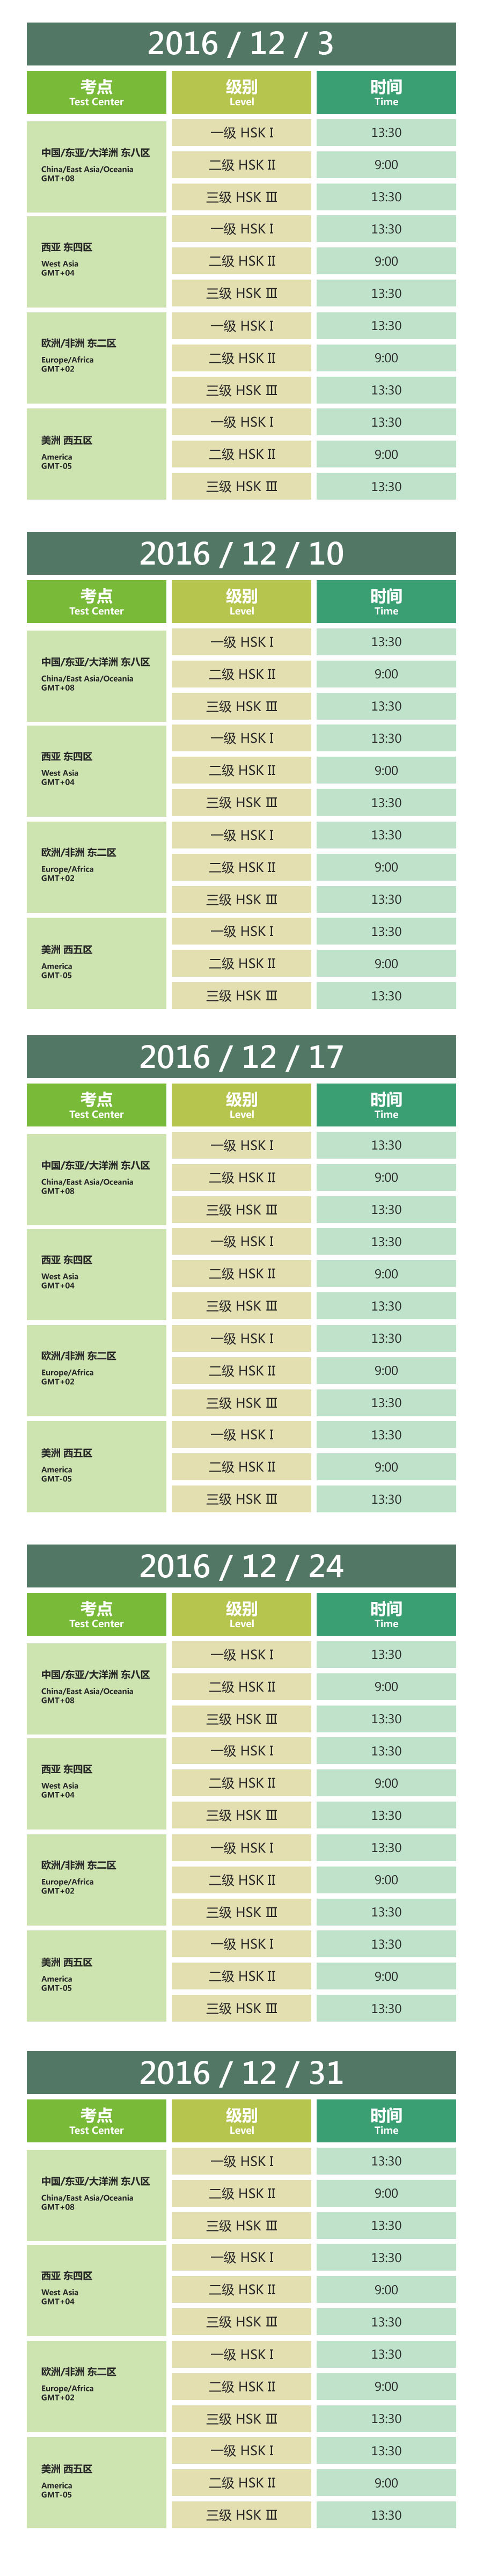 2016 / 12 / 3
考点 级别 时间
Test Center Level Time
中国/东亚/大洋洲 东八区
China/East Asia/Oceania
GMT+08
一级 HSK I 13:30
二级 HSK II 9:00
三级 HSK III 13:30
西亚 东四区
West Asia
GMT+04
一级 HSK I 13:30
二级 HSK II 9:00
三级 HSK III 13:30
欧洲/非洲 东二区
Europe/Africa
GMT+02
一级 HSK I 13:30
二级 HSK II 9:00
三级 HSK III 13:30
美洲 西五区
America
GMT-05
一级 HSK I 13:30
二级 HSK II 9:00
三级 HSK III 13:30
2016 / 12 / 10
考点 级别 时间
Test Center Level Time
中国/东亚/大洋洲 东八区
China/East Asia/Oceania
GMT+08
一级 HSK I 13:30
二级 HSK II 9:00
三级 HSK III 13:30
西亚 东四区
West Asia
GMT+04
一级 HSK I 13:30
二级 HSK II 9:00
三级 HSK III 13:30
欧洲/非洲 东二区
Europe/Africa
GMT+02
一级 HSK I 13:30
二级 HSK II 9:00
三级 HSK III 13:30
美洲 西五区
America
GMT-05
一级 HSK I 13:30
二级 HSK II 9:00
三级 HSK III 13:30
2016 / 12 / 17
考点 级别 时间
Test Center Level Time
中国/东亚/大洋洲 东八区
China/East Asia/Oceania
GMT+08
一级 HSK I 13:30
二级 HSK II 9:00
三级 HSK III 13:30
西亚 东四区
West Asia
GMT+04
一级 HSK I 13:30
二级 HSK II 9:00
三级 HSK III 13:30
欧洲/非洲 东二区
Europe/Africa
GMT+02
一级 HSK I 13:30
二级 HSK II 9:00
三级 HSK III 13:30
美洲 西五区
America
GMT-05
一级 HSK I 13:30
二级 HSK II 9:00
三级 HSK III 13:30
2016 / 12 / 24
考点 级别 时间
Test Center Level Time
中国/东亚/大洋洲 东八区
China/East Asia/Oceania
GMT+08
一级 HSK I 13:30
二级 HSK II 9:00
三级 HSK III 13:30
西亚 东四区
West Asia
GMT+04
一级 HSK I 13:30
二级 HSK II 9:00
三级 HSK III 13:30
欧洲/非洲 东二区
Europe/Africa
GMT+02
一级 HSK I 13:30
二级 HSK II 9:00
三级 HSK III 13:30
美洲 西五区
America
GMT-05
一级 HSK I 13:30
二级 HSK II 9:00
三级 HSK III 13:30
2016 / 12 / 31
考点 级别 时间
Test Center Level Time
中国/东亚/大洋洲 东八区
China/East Asia/Oceania
GMT+08
一级 HSK I 13:30
二级 HSK II 9:00
三级 HSK III 13:30
西亚 东四区
West Asia
GMT+04
一级 HSK I 13:30
二级 HSK II 9:00
三级 HSK III 13:30
欧洲/非洲 东二区
Europe/Africa
GMT+02
一级 HSK I 13:30
二级 HSK II 9:00
三级 HSK III 13:30
美洲 西五区
America
GMT-05
一级 HSK I 13:30
二级 HSK II 9:00
三级 HSK III 13:30